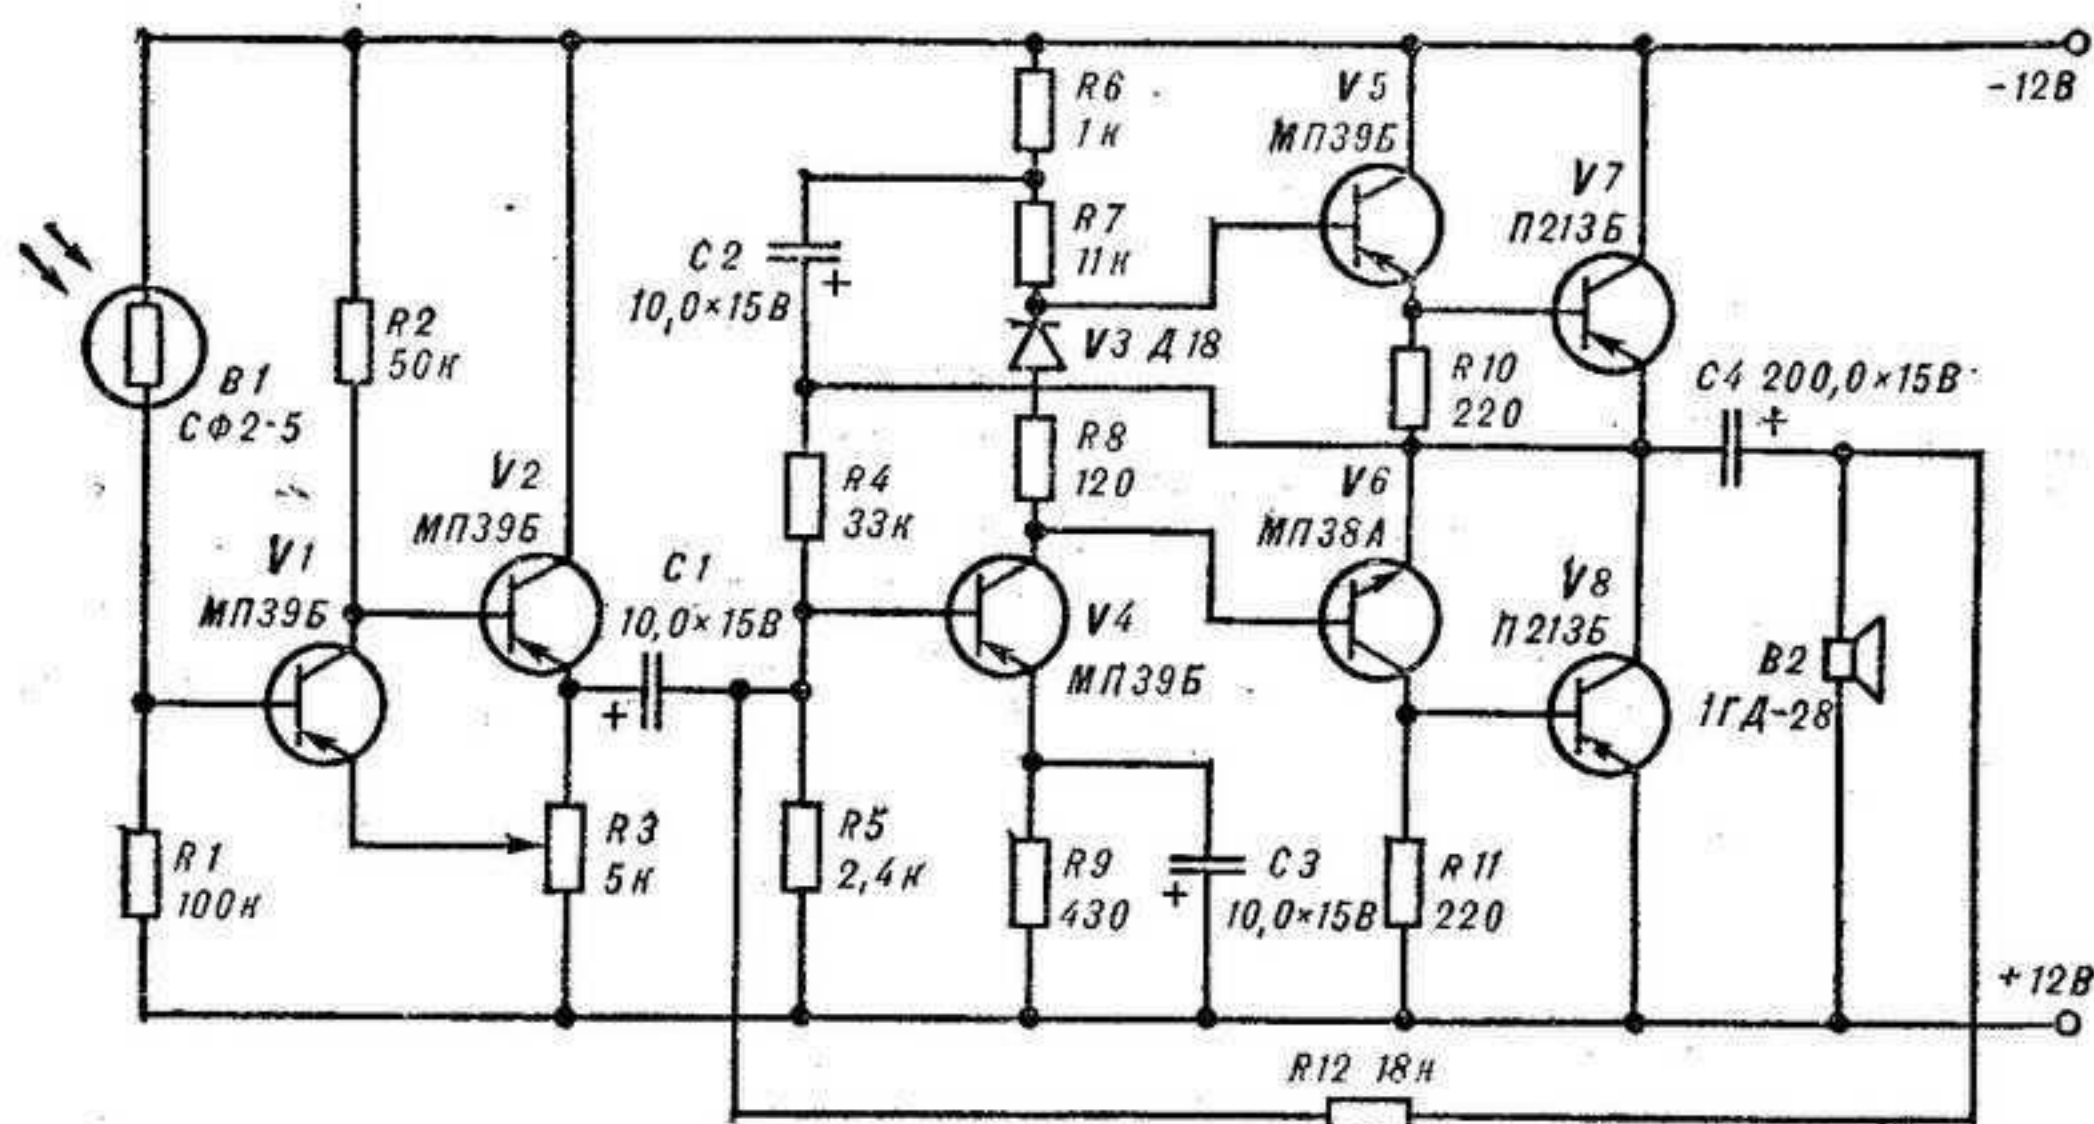 R6
1к
V5
МП39Б
-12В
V7
П213Б
R7
11к
C2
10,0×15В
R2
50к
V3 Д18
B1
СФ2-5
R10
220
C4 200,0×15В
R8
120
V2
МП39Б
R4
33к
V6
МП38А
V1
МП39Б
C1
10,0×15В
V4
МП39Б
V8
П213Б
B2
1ГД-28
R1
100к
R3
5к
R5
2,4к
R9
430
C3
10,0×15В
R11
220
+12В
R12 18к